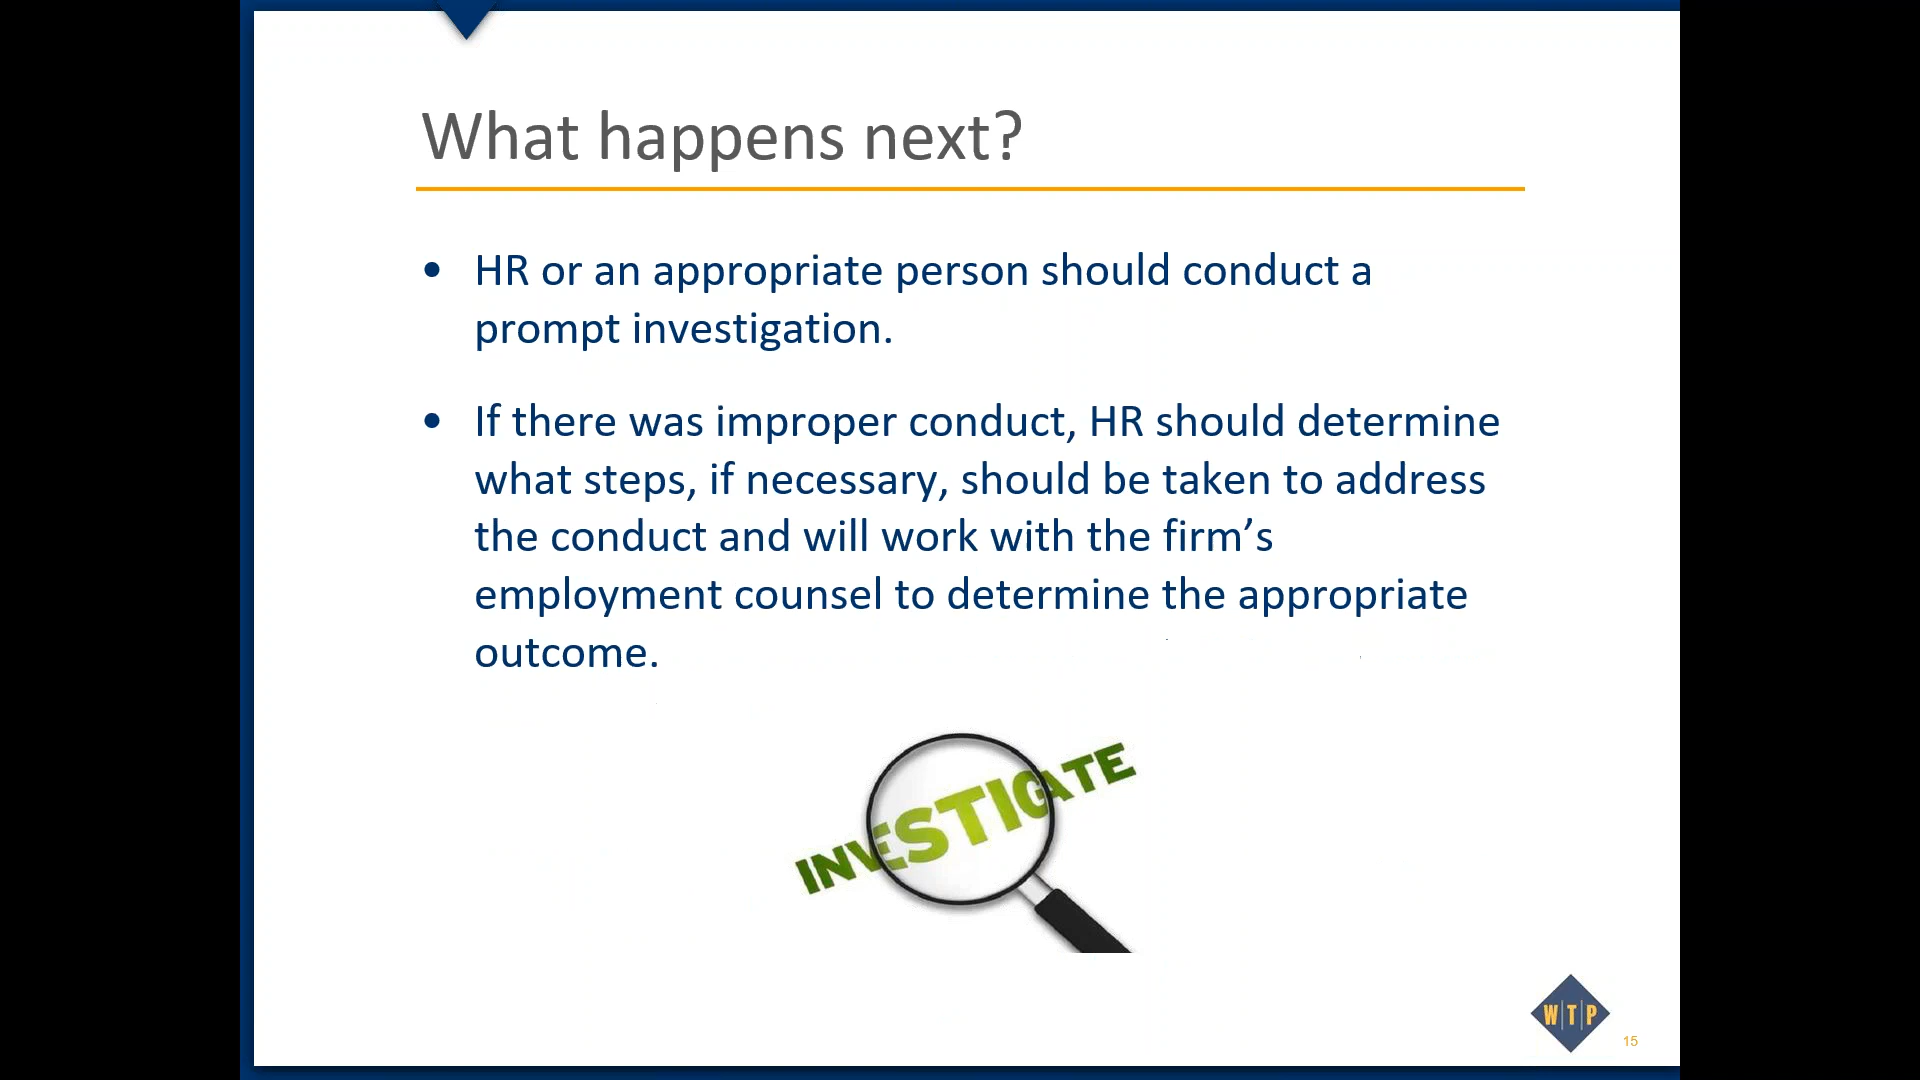 What happens next?
• HR or an appropriate person should conduct a
prompt investigation.
• If there was improper conduct, HR should determine
what steps, if necessary, should be taken to address
the conduct and will work with the firm’s
employment counsel to determine the appropriate
outcome.
INVESTIGATE
W|T|P
15